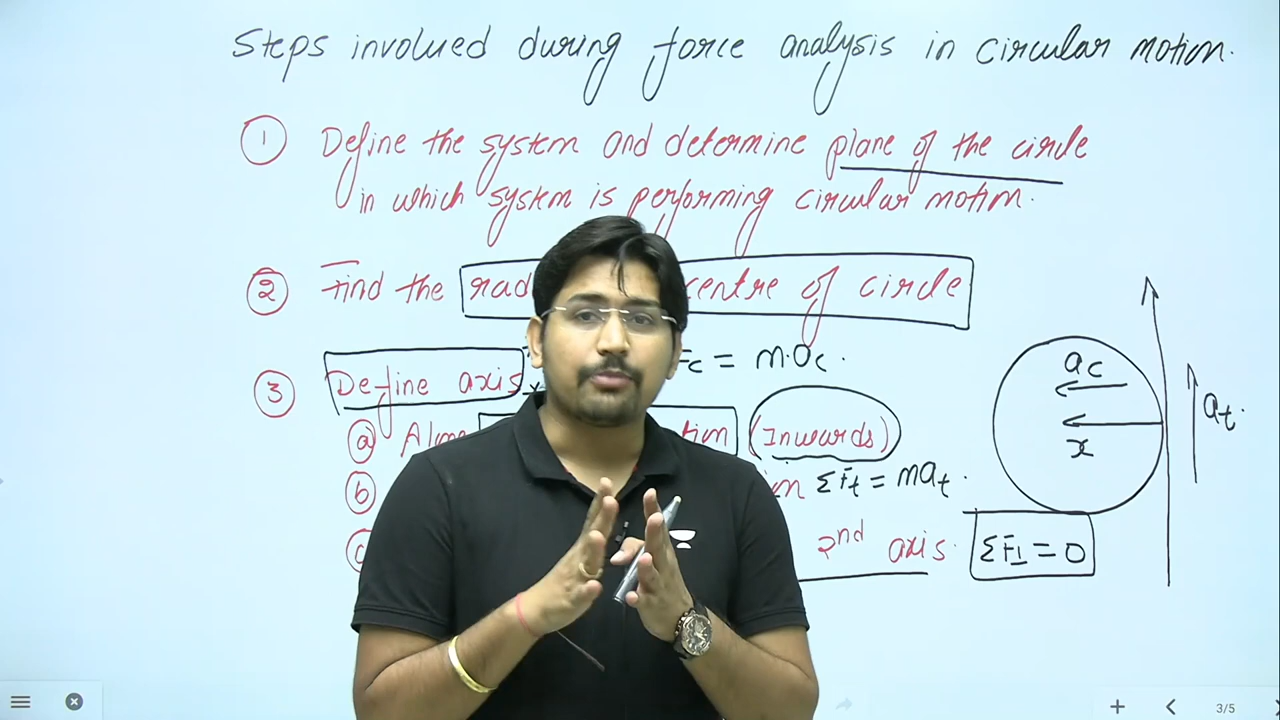 Steps involued during force analysis in circular motion.
① Define the system and determine plane of the circle
in which system is performing circular motion.
② Find the centre of circle
③ Define axis = m.ac.
ⓐ (Inwards)
ⓑ ΣFt = mat.
ⓒ 2nd axis. ΣF⊥ = 0
ac
x
at.
3/5